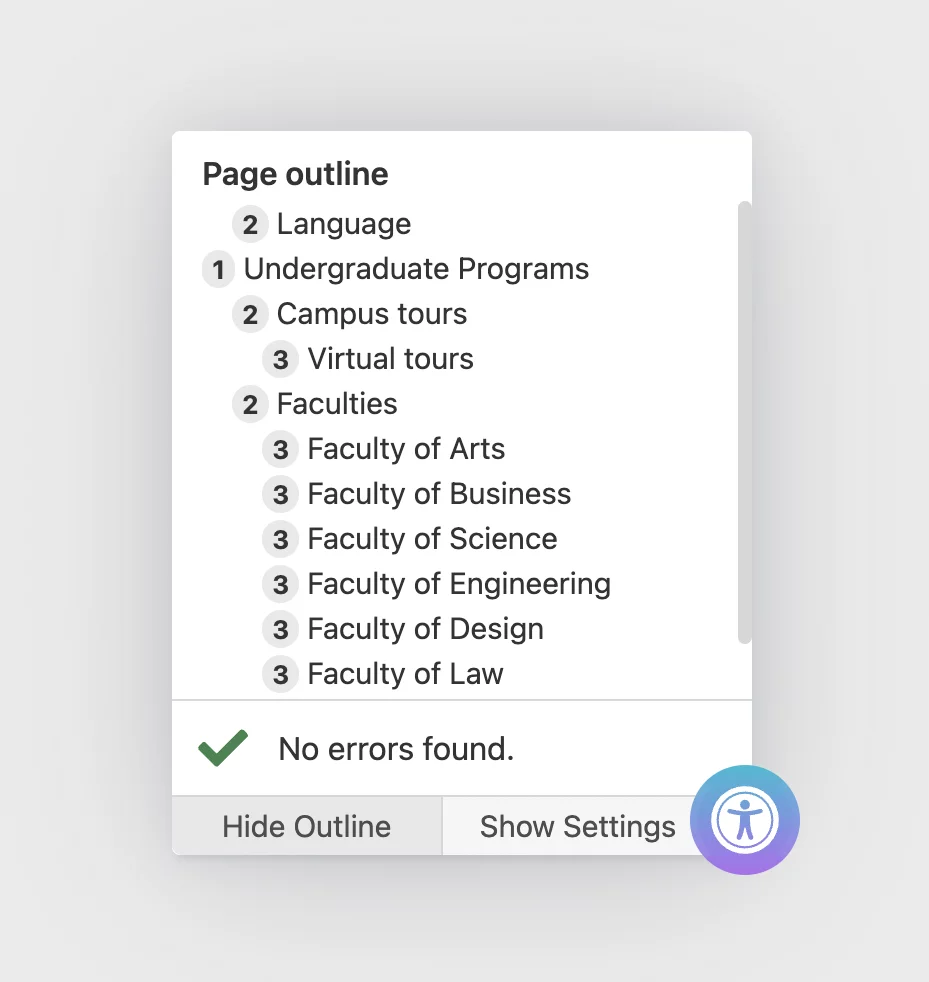 Page outline
2 Language
1 Undergraduate Programs
2 Campus tours
3 Virtual tours
2 Faculties
3 Faculty of Arts
3 Faculty of Business
3 Faculty of Science
3 Faculty of Engineering
3 Faculty of Design
3 Faculty of Law
No errors found.
Hide Outline Show Settings